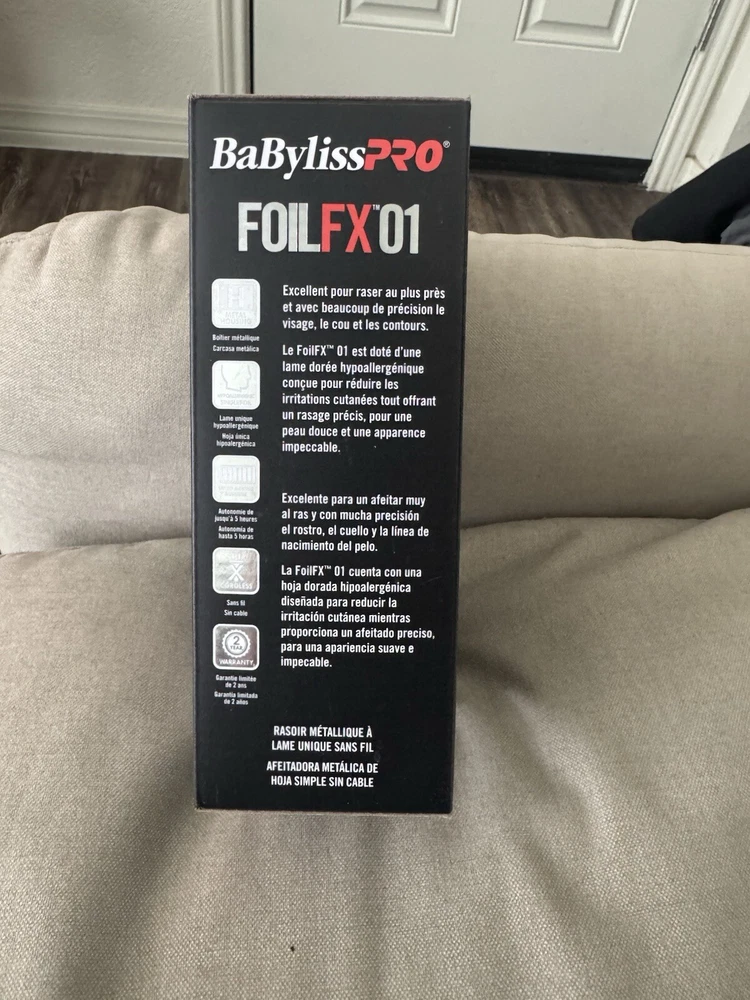 BaBylissPRO®
FOILFX™01
METAL
HOUSING
Boîtier métallique
Carcasa metálica
Excellent pour raser au plus près
et avec beaucoup de précision le
visage, le cou et les contours.
Le FoilFX™ 01 est doté d'une
lame dorée hypoallergénique
conçue pour réduire les
irritations cutanées tout offrant
un rasage précis, pour une
peau douce et une apparence
impeccable.
Lame unique
hypoallergénique
Hoja única
hipoalergénica
Autonomie de
jusqu'à 5 heures
Autonomía de
hasta 5 horas
Excelente para un afeitar muy
al ras y con mucha precisión
el rostro, el cuello y la línea de
nacimiento del pelo.
La FoilFX™ 01 cuenta con una
hoja dorada hipoalergénica
diseñada para reducir la
irritación cutánea mientras
proporciona un afeitado preciso,
para una apariencia suave e
impecable.
CORDLESS
Sans fil
Sin cable
2
YEAR
WARRANTY
Garantie limitée
de 2 ans
Garantía limitada
de 2 años
RASOIR MÉTALLIQUE À
LAME UNIQUE SANS FIL
AFEITADORA METÁLICA DE
HOJA SIMPLE SIN CABLE